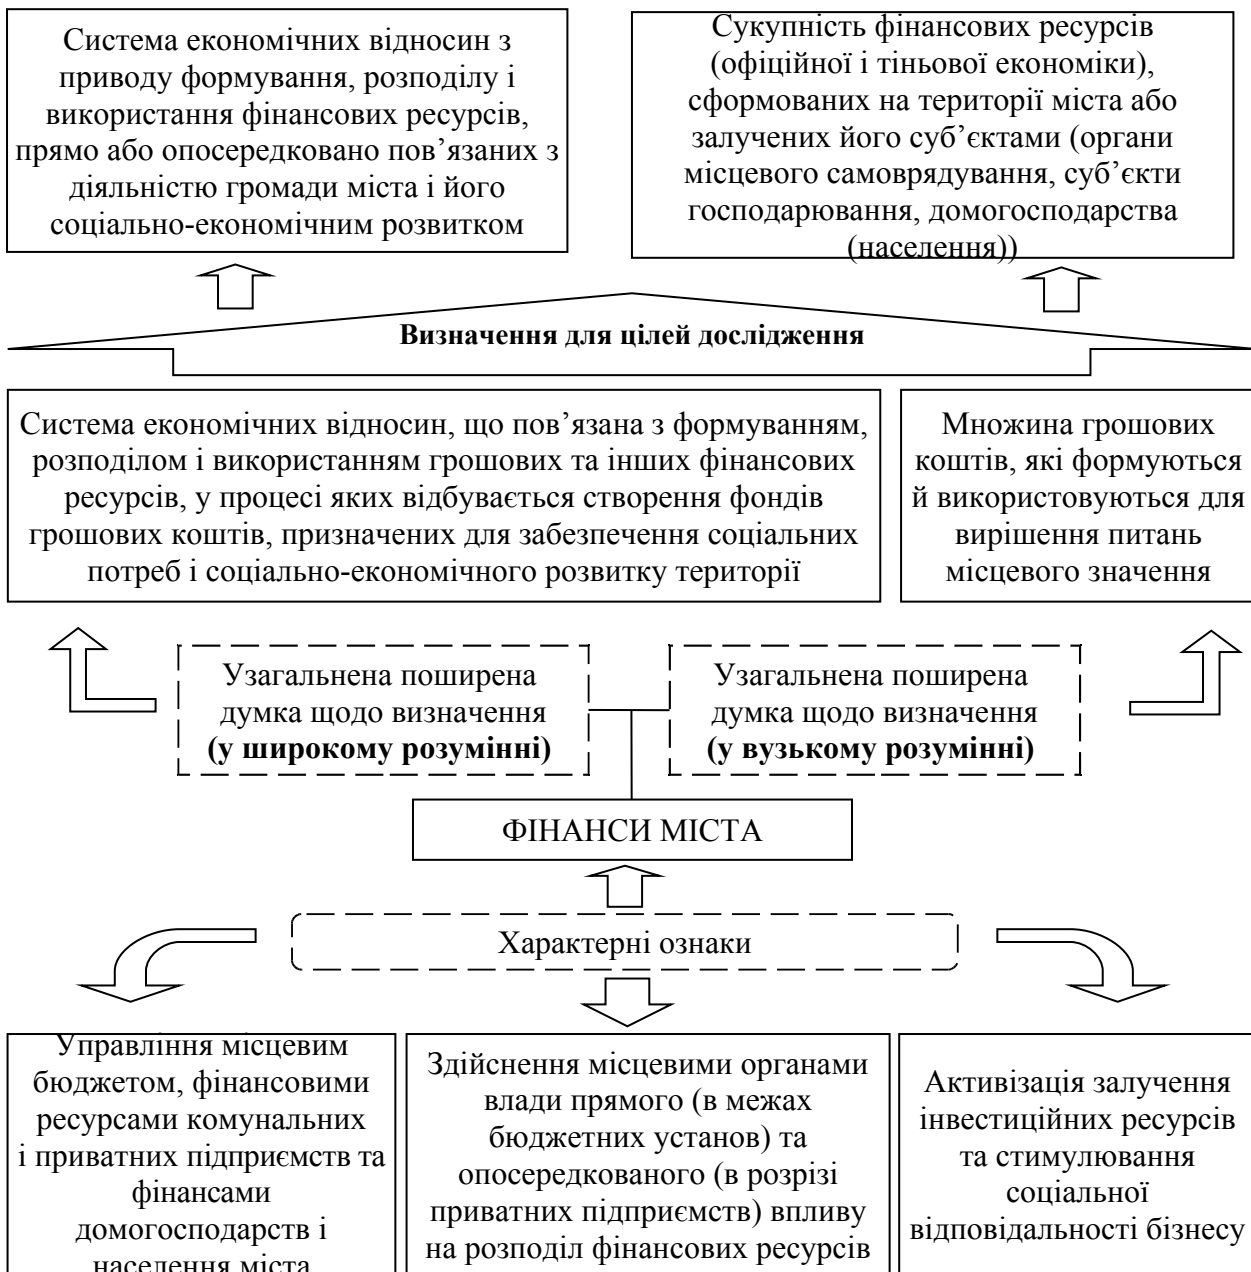 Система економічних відносин з
приводу формування, розподілу і
використання фінансових ресурсів,
прямо або опосередковано пов’язаних з
діяльністю громади міста і його
соціально-економічним розвитком
Сукупність фінансових ресурсів
(офіційної і тіньової економіки),
сформованих на території міста або
залучених його суб’єктами (органи
місцевого самоврядування, суб’єкти
господарювання, домогосподарства
(населення))
Визначення для цілей дослідження
Система економічних відносин, що пов’язана з формуванням,
розподілом і використанням грошових та інших фінансових
ресурсів, у процесі яких відбувається створення фондів
грошових коштів, призначених для забезпечення соціальних
потреб і соціально-економічного розвитку території
Множина грошових
коштів, які формуються
й використовуються для
вирішення питань
місцевого значення
Узагальнена поширена
думка щодо визначення
(у широкому розумінні)
Узагальнена поширена
думка щодо визначення
(у вузькому розумінні)
ФІНАНСИ МІСТА
Характерні ознаки
Управління місцевим
бюджетом, фінансовими
ресурсами комунальних
і приватних підприємств та
фінансами
домогосподарств і
населення міста
Здійснення місцевими органами
влади прямого (в межах
бюджетних установ) та
опосередкованого (в розрізі
приватних підприємств) впливу
на розподіл фінансових ресурсів
Активізація залучення
інвестиційних ресурсів
та стимулювання
соціальної
відповідальності бізнесу